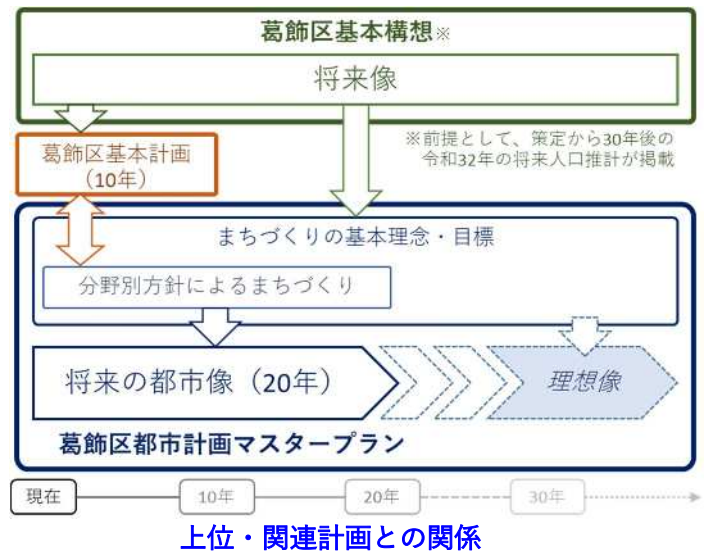 葛飾区基本構想※
将来像
葛飾区基本計画
（10年）
※前提として、策定から30年後の
令和32年の将来人口推計が掲載
まちづくりの基本理念・目標
分野別方針によるまちづくり
将来の都市像（20年）
理想像
葛飾区都市計画マスタープラン
現在
10年
20年
30年
上位・関連計画との関係